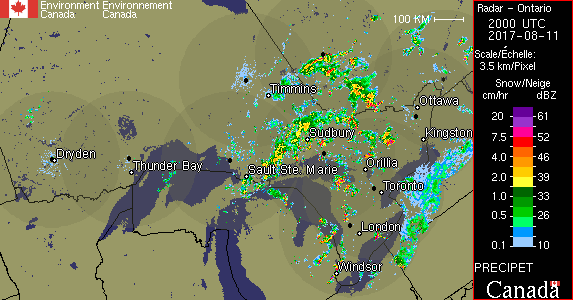 Environment Environnement
Canada Canada
100 KM
Timmins
Ottawa
Sudbury
Kingston
Dryden
Thunder Bay
Sault Ste. Marie
Orillia
Toronto
London
Windsor
Radar - Ontario
2000 UTC
2017-08-11
Scale/Échelle:
3.5 km/Pixel
Snow/Neige
cm/hr dBZ
20 61
7.5 52
4.0 46
2.0 39
1.0 33
0.5 26
0.1 10
PRECIPET
Canada